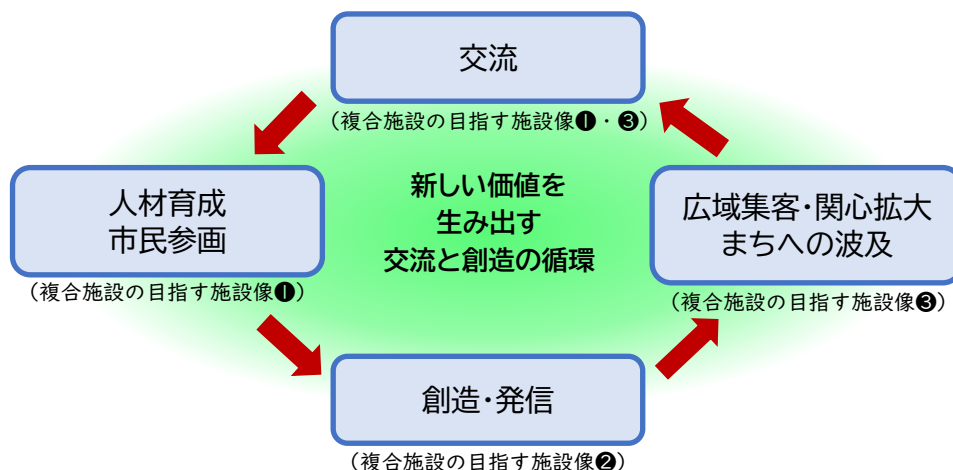 交流
(複合施設の目指す施設像❶・❸)
人材育成
市民参画
(複合施設の目指す施設像❶)
新しい価値を
生み出す
交流と創造の循環
広域集客・関心拡大
まちへの波及
(複合施設の目指す施設像❸)
創造・発信
(複合施設の目指す施設像❷)